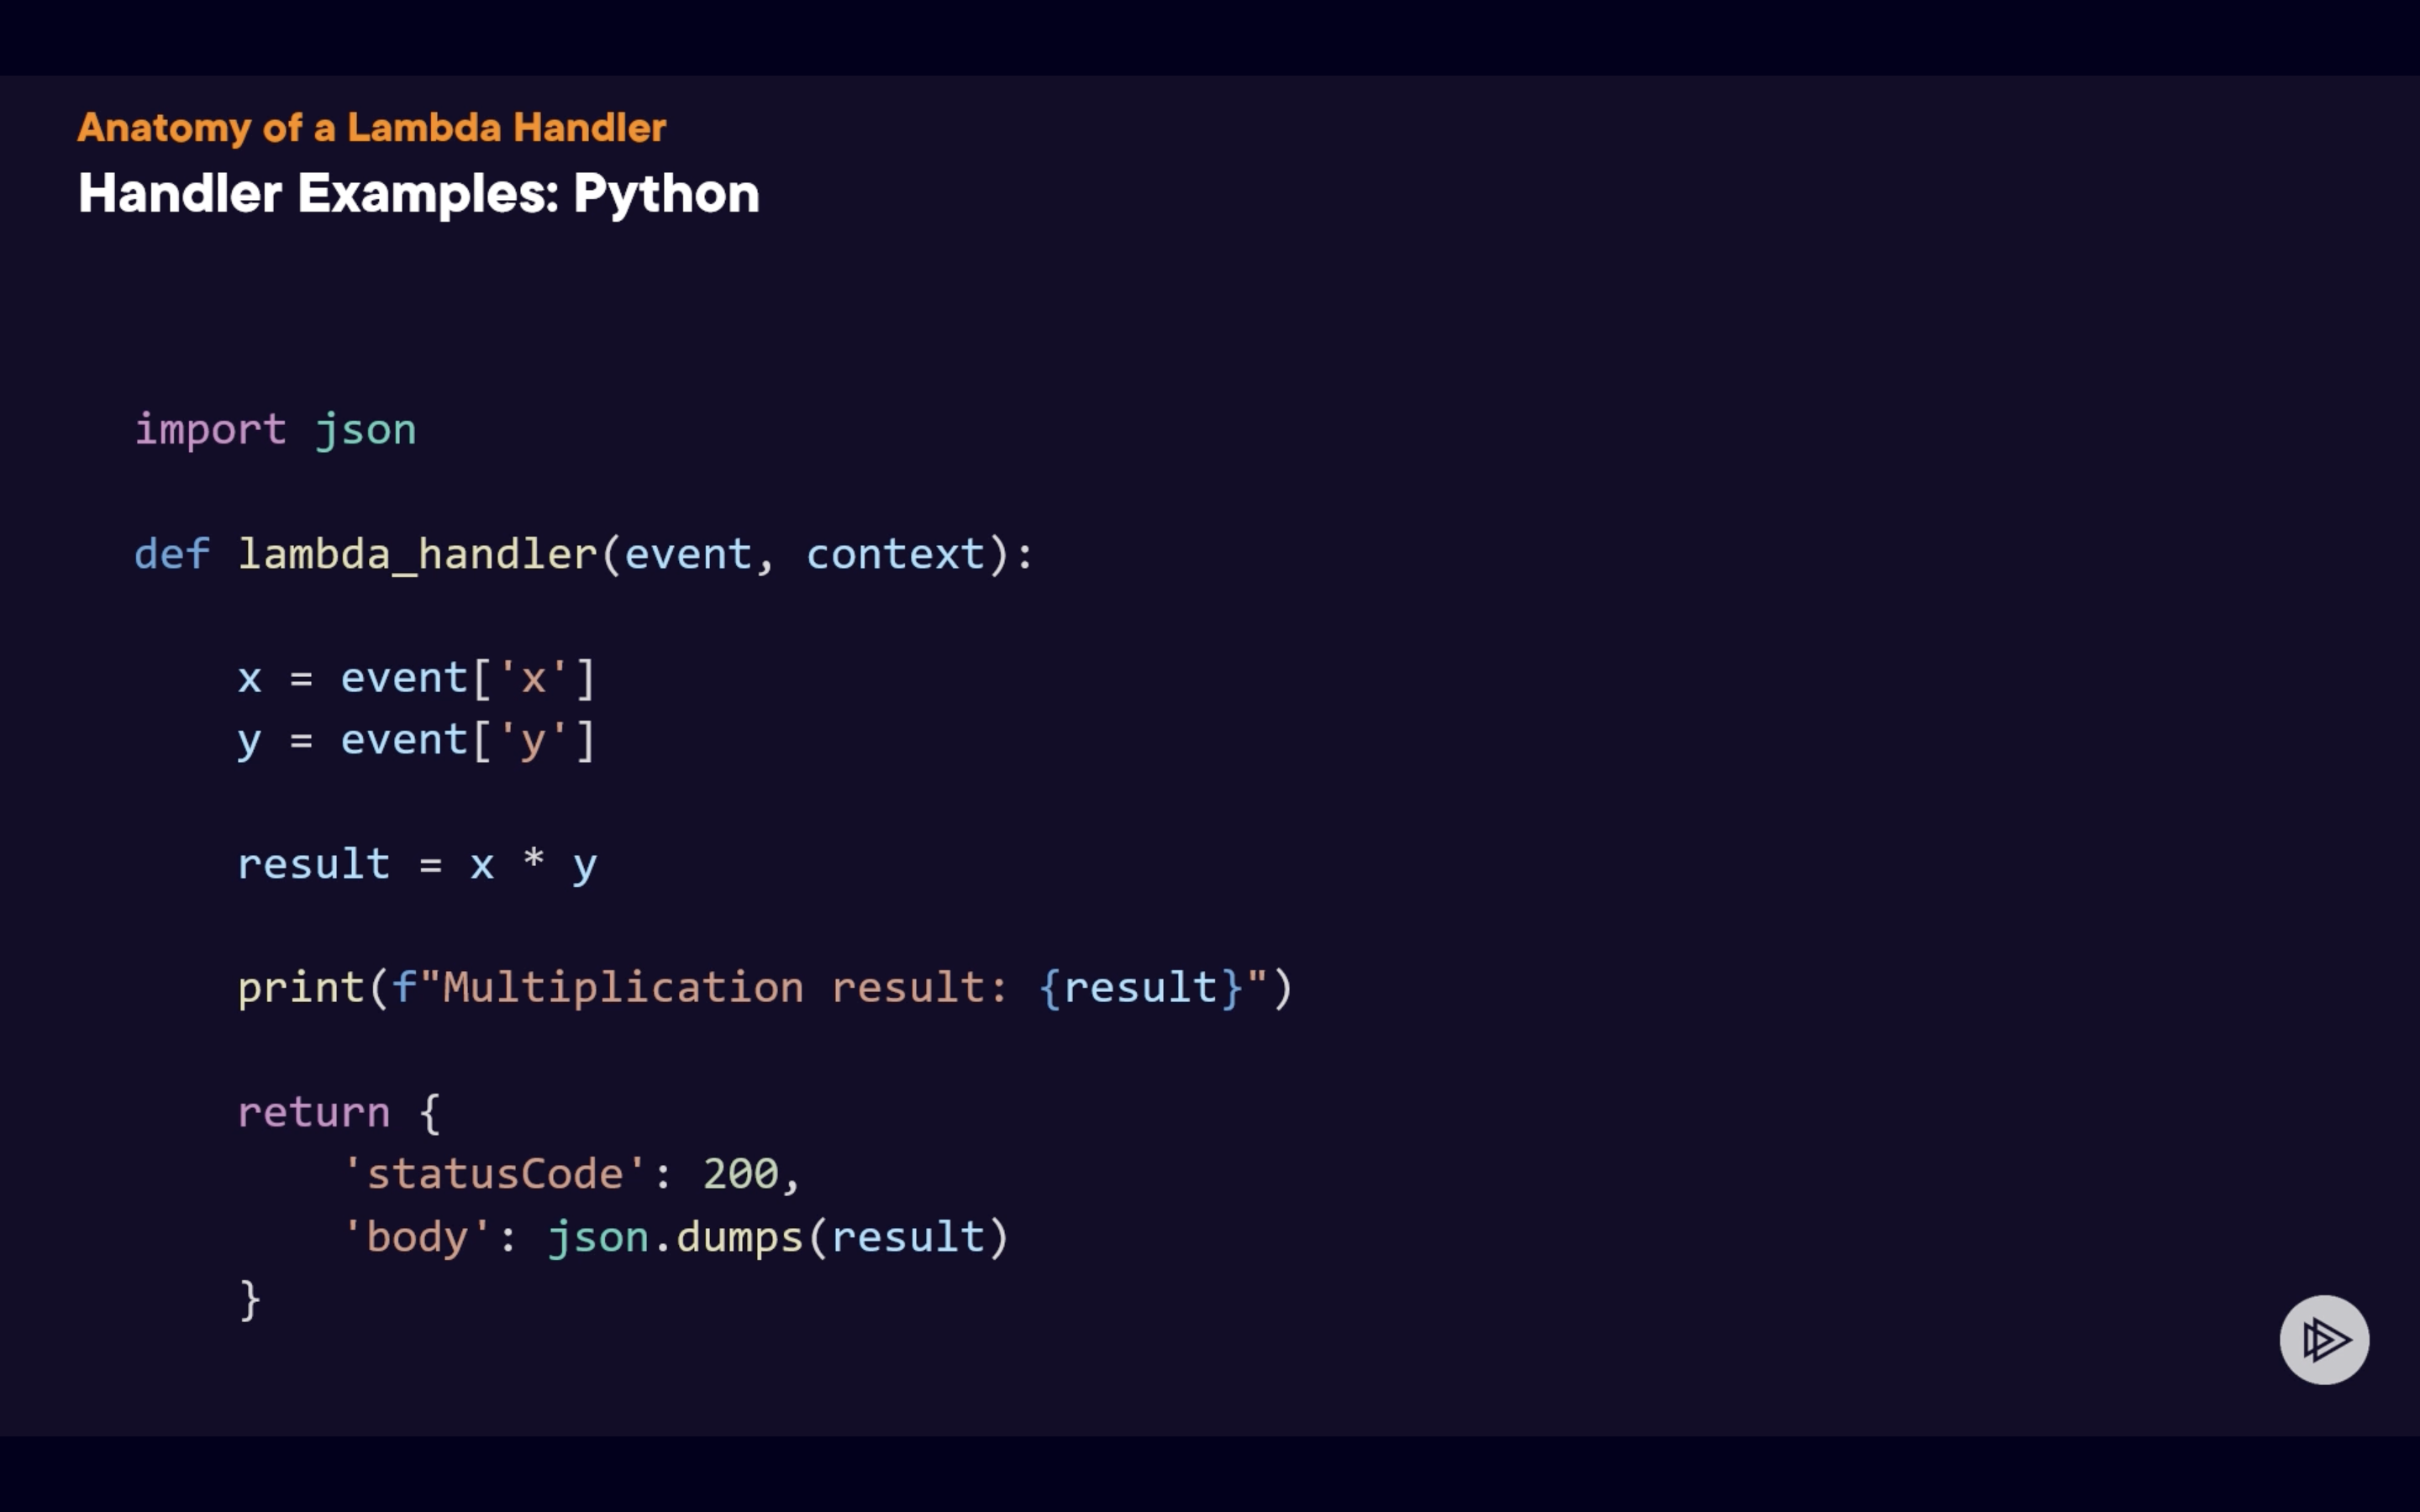 Anatomy of a Lambda Handler
Handler Examples: Python
import json
def lambda_handler(event, context):
    x = event['x']
    y = event['y']
    result = x * y
    print(f"Multiplication result: {result}")
    return {
        'statusCode': 200,
        'body': json.dumps(result)
    }